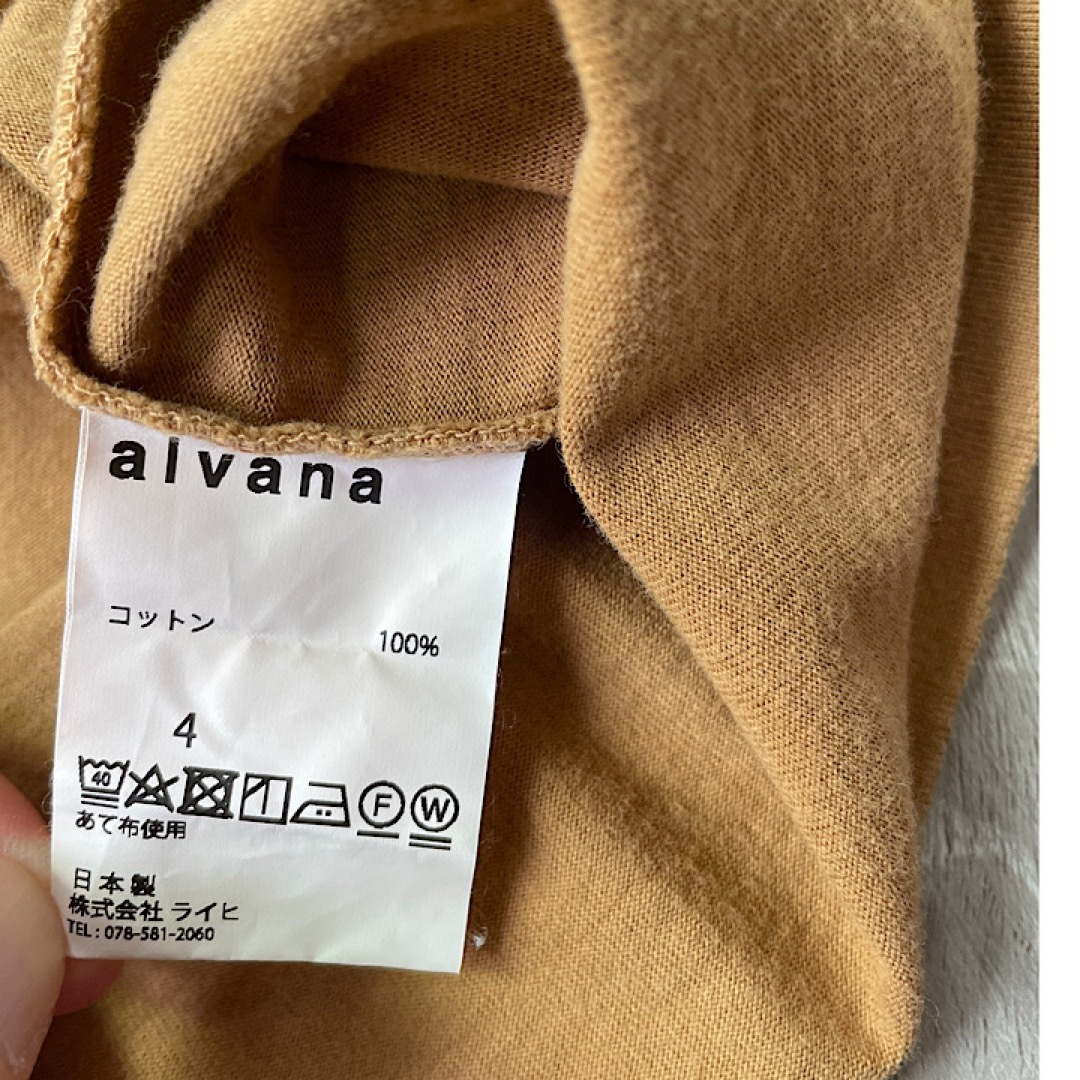 alvana
コットン 100%
4
40 F W
あて布使用
日本製
株式会社 ライヒ
TEL : 078-581-2060